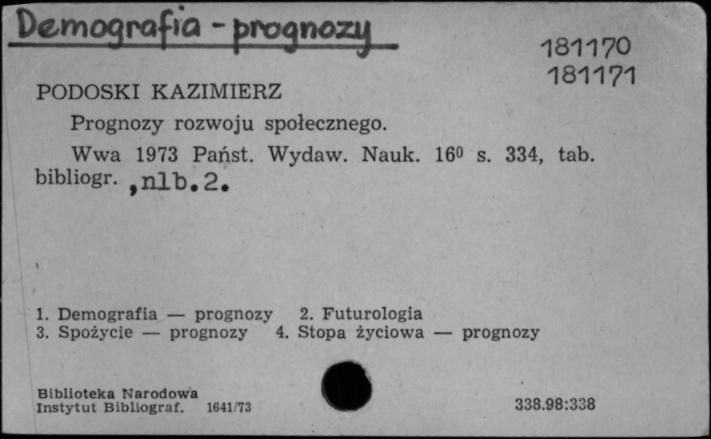 Demografia - prognozy
181170
181171
PODOSKI KAZIMIERZ
Prognozy rozwoju społecznego.
Wwa 1973 Państ. Wydaw. Nauk. 16⁰ s. 334, tab.
bibliogr. , nlb. 2.
1. Demografia — prognozy 2. Futurologia
3. Spożycie — prognozy 4. Stopa życiowa — prognozy
Biblioteka Narodowa
Instytut Bibliograf. 1641/73
338.98:338